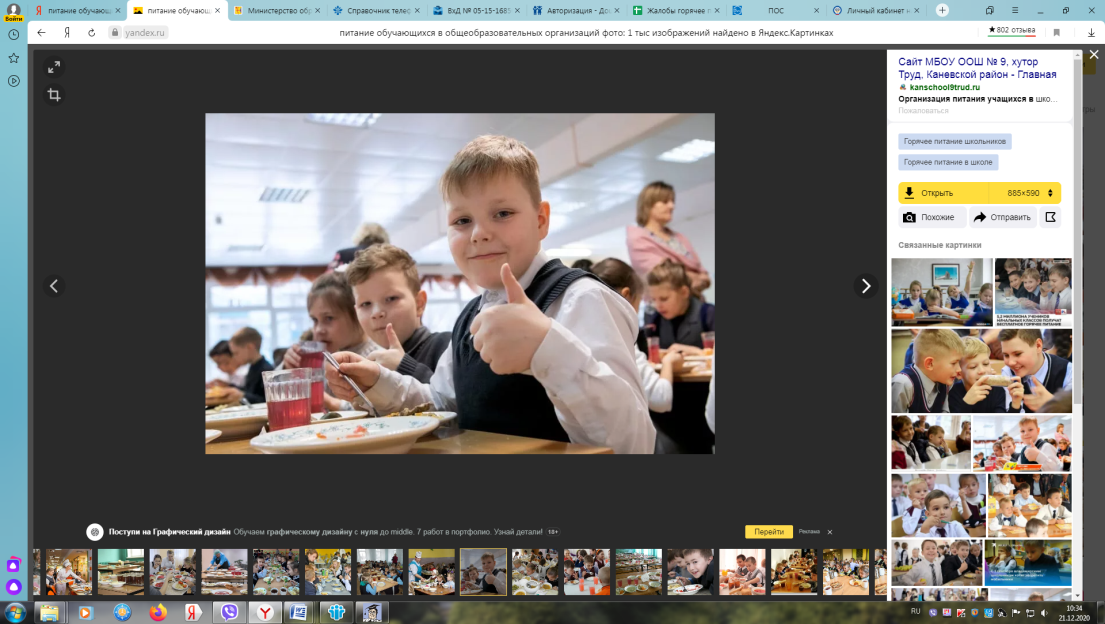 Войти
питание обучающ
питание обучающ
Министерство обр
Справочник телеф
ВхД № 05-15-1685
Авторизация - До
Жалобы горячее п
ПОС
Личный кабинет н
yandex.ru
питание обучающихся в общеобразовательных организаций фото: 1 тыс изображений найдено в Яндекс.Картинках
802 отзыва
Сайт МБОУ ООШ № 9, хутор
Труд, Каневской район - Главная
kanschool9trud.ru
Организация питания учащихся в шко...
Пожаловаться
Горячее питание школьников
Горячее питание в школе
Открыть
885×590
Похожие
Отправить
Связанные картинки
Поступи на Графический дизайн Обучаем графическому дизайну с нуля до middle. 7 работ в портфолио. Узнай детали! 18+
Перейти
Реклама
RU
10:34
21.12.2020